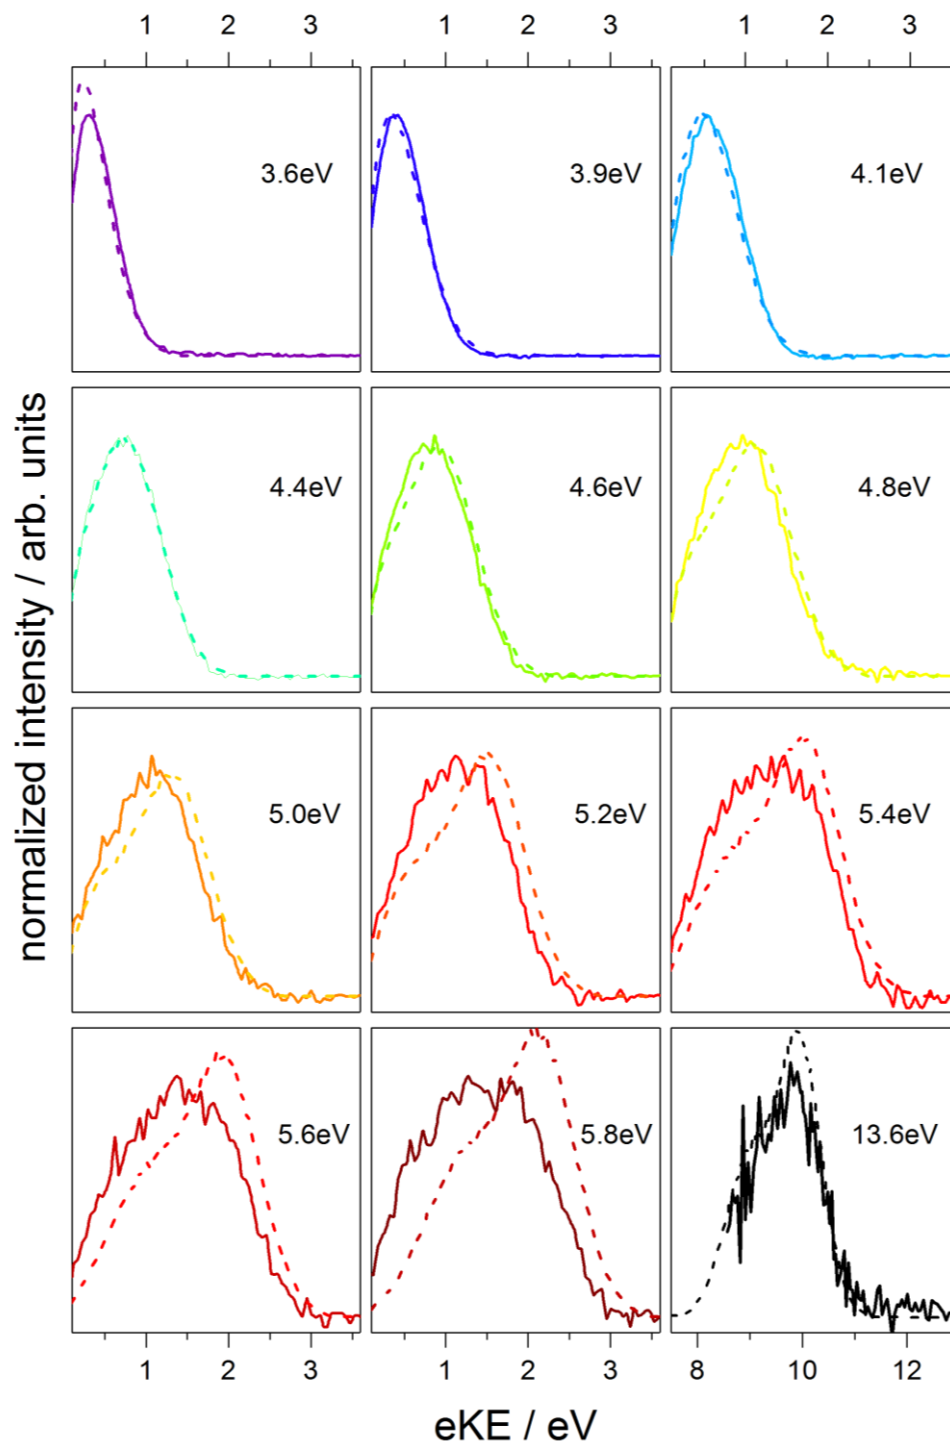 1 2 3 1 2 3 1 2 3
3.6eV 3.9eV 4.1eV
4.4eV 4.6eV 4.8eV
5.0eV 5.2eV 5.4eV
5.6eV 5.8eV 13.6eV
normalized intensity / arb. units
1 2 3 1 2 3 8 10 12
eKE / eV